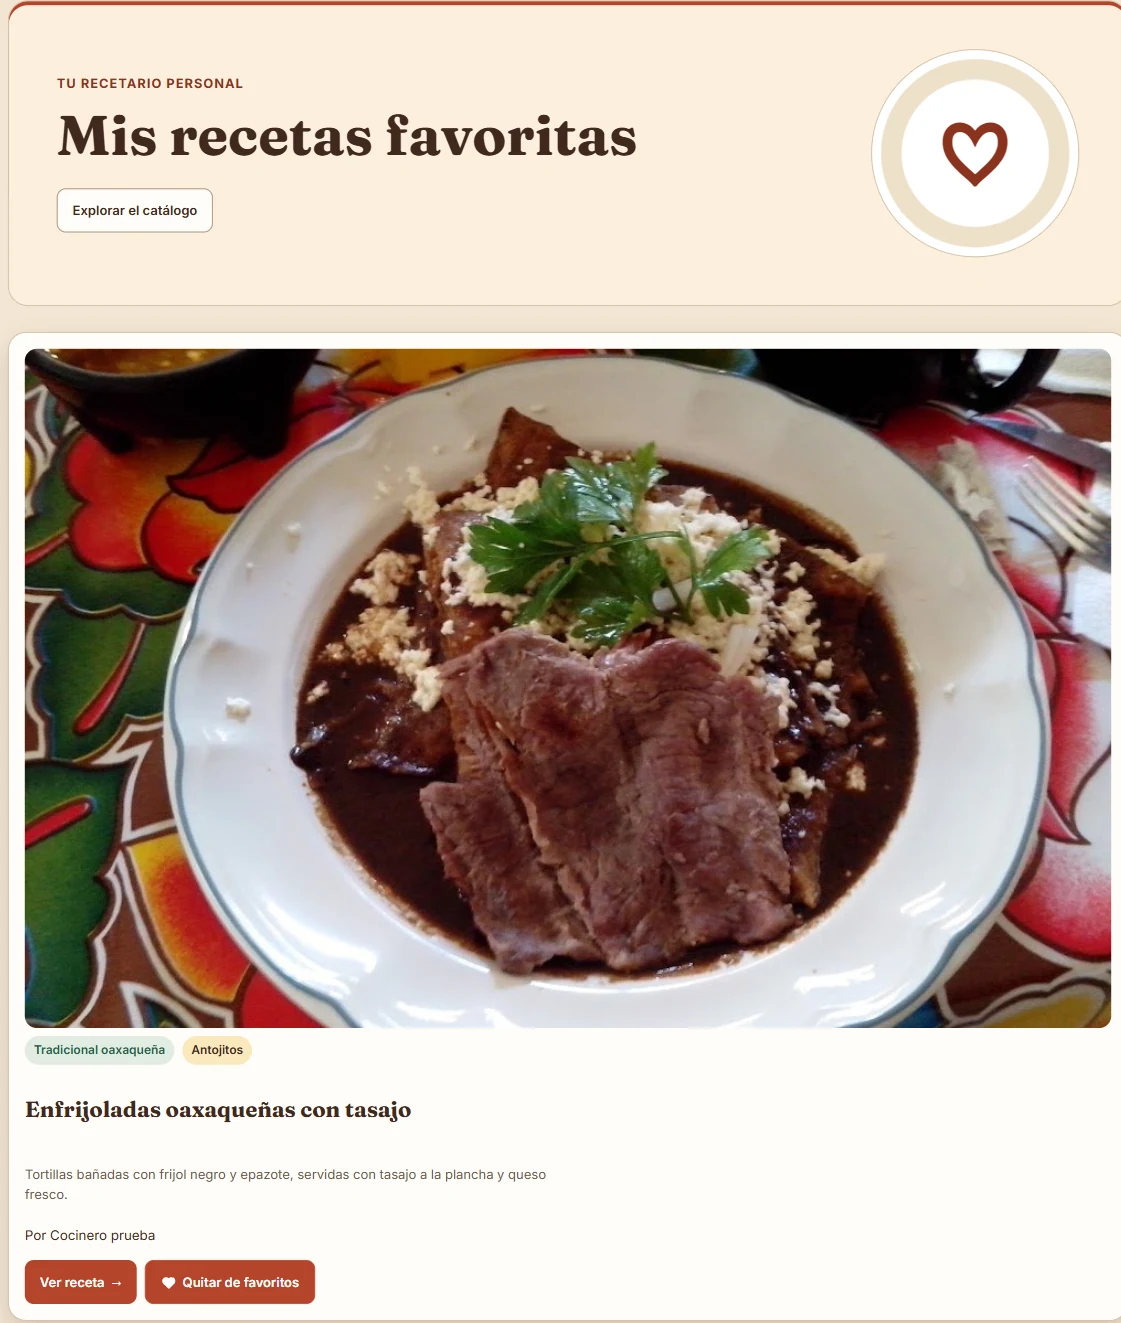 TU RECETARIO PERSONAL
Mis recetas favoritas
Explorar el catálogo
Tradicional oaxaqueña
Antojitos
Enfrijoladas oaxaqueñas con tasajo
Tortillas bañadas con frijol negro y epazote, servidas con tasajo a la plancha y queso
fresco.
Por Cocinero prueba
Ver receta →
Quitar de favoritos